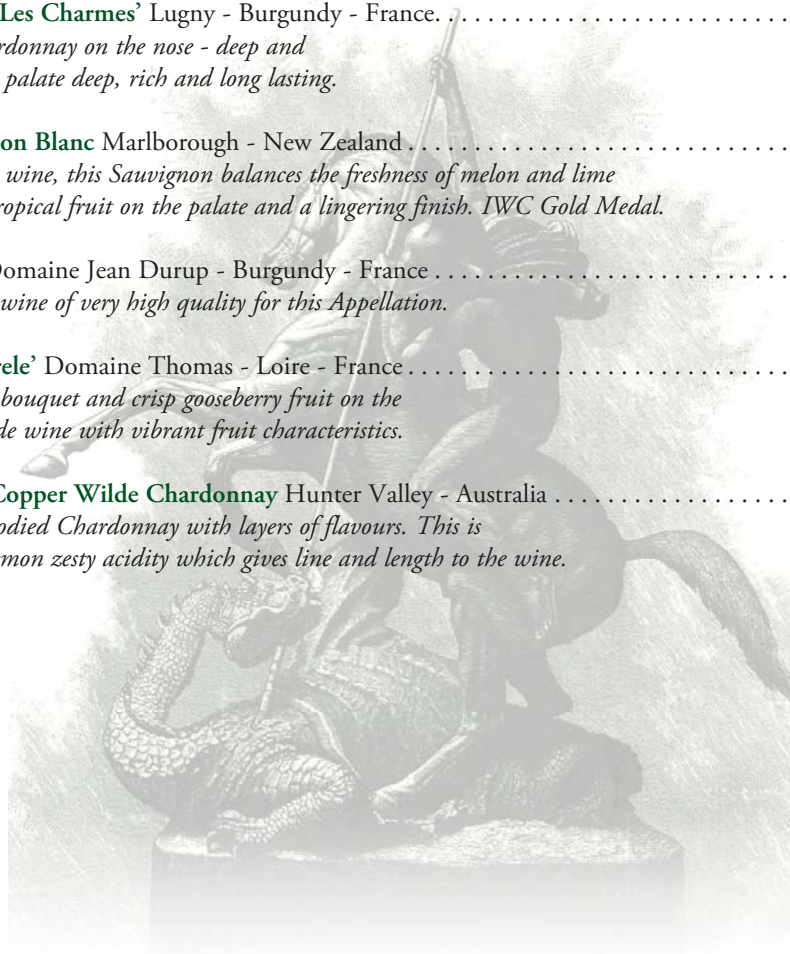 Les Charmes’ Lugny - Burgundy - France. . . . . . . . . . . . . . . . . . . . . . . . . . . .
rdonnay on the nose - deep and
palate deep, rich and long lasting.
on Blanc Marlborough - New Zealand . . . . . . . . . . . . . . . . . . . . . . . . . . . . . .
wine, this Sauvignon balances the freshness of melon and lime
ropical fruit on the palate and a lingering finish. IWC Gold Medal.
Domaine Jean Durup - Burgundy - France . . . . . . . . . . . . . . . . . . . . . . . . . . . .
wine of very high quality for this Appellation.
rele’ Domaine Thomas - Loire - France . . . . . . . . . . . . . . . . . . . . . . . . . . . . . .
bouquet and crisp gooseberry fruit on the
de wine with vibrant fruit characteristics.
Copper Wilde Chardonnay Hunter Valley - Australia . . . . . . . . . . . . . . . . . . .
odied Chardonnay with layers of flavours. This is
mon zesty acidity which gives line and length to the wine.